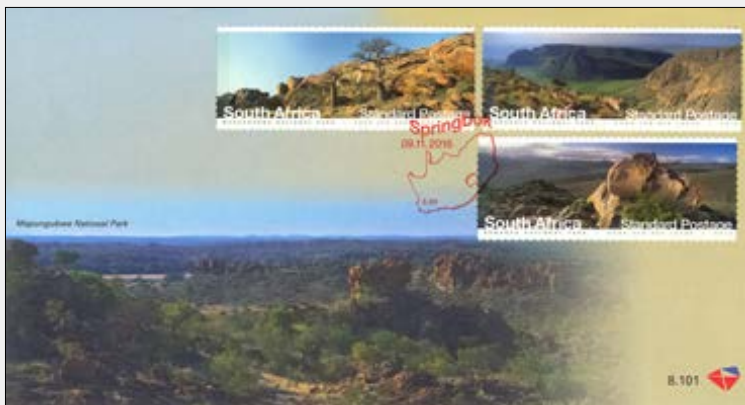 South Africa
Standard Postage
South Africa
Standard Postage
Springbok
09.11.2016
South Africa
Standard Postage
Mapungubwe National Park
8.101